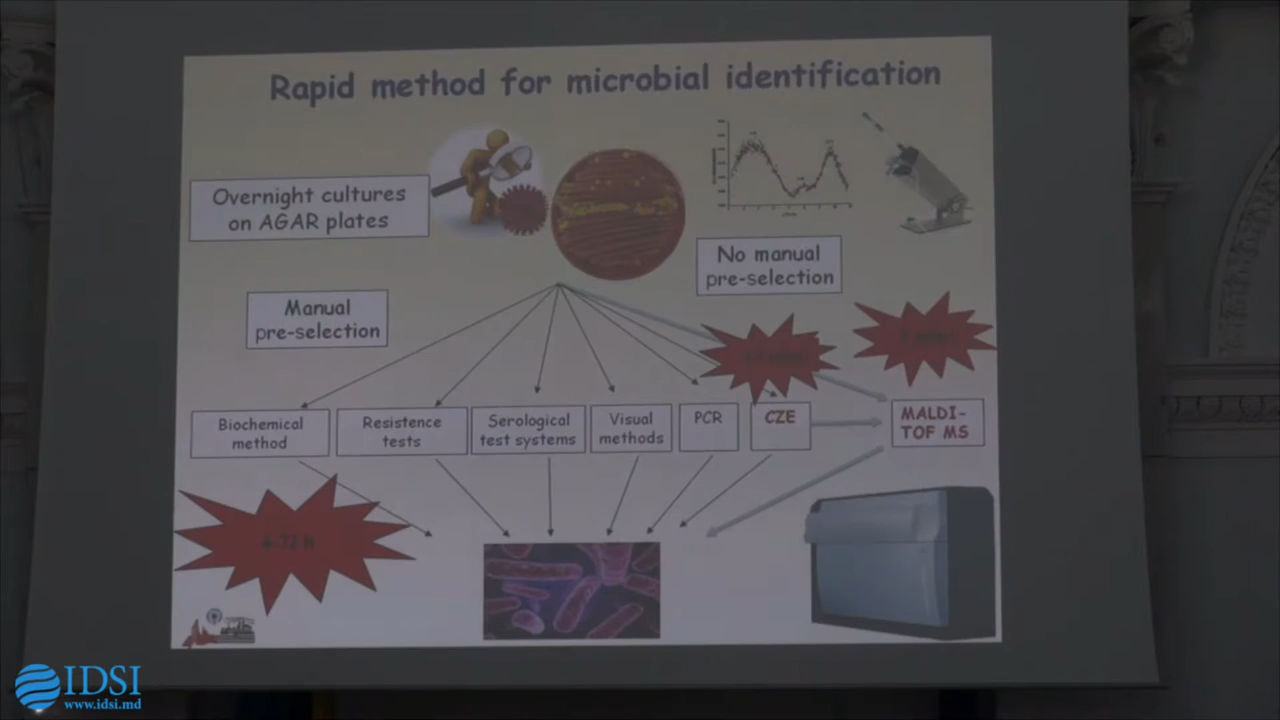 Rapid method for microbial identification
Overnight cultures
on AGAR plates
No manual
pre-selection
Manual
pre-selection
Biochemical
method
Resistence
tests
Serological
test systems
Visual
methods
PCR
CZE
MALDI-
TOF MS
IDSI
www.idsi.md